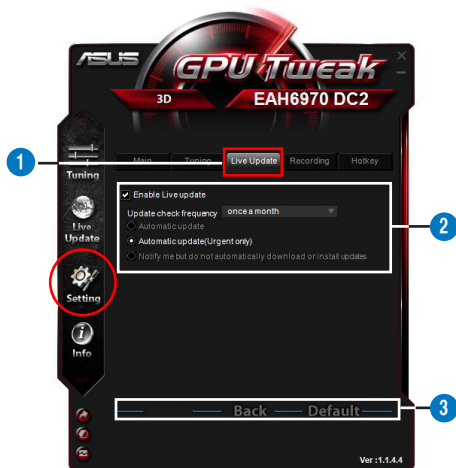 ASUS
GPU Tweak
3D
EAH6970 DC2
1
Main Tuning Live Update Recording Hotkey
Tuning
Live
Update
Setting
Info
Enable Live update
Update check frequency once a month
Automatic update
Automatic update(Urgent only)
Notify me but do not automatically download or install updates
2
Back Default
3
Ver :1.1.4.4